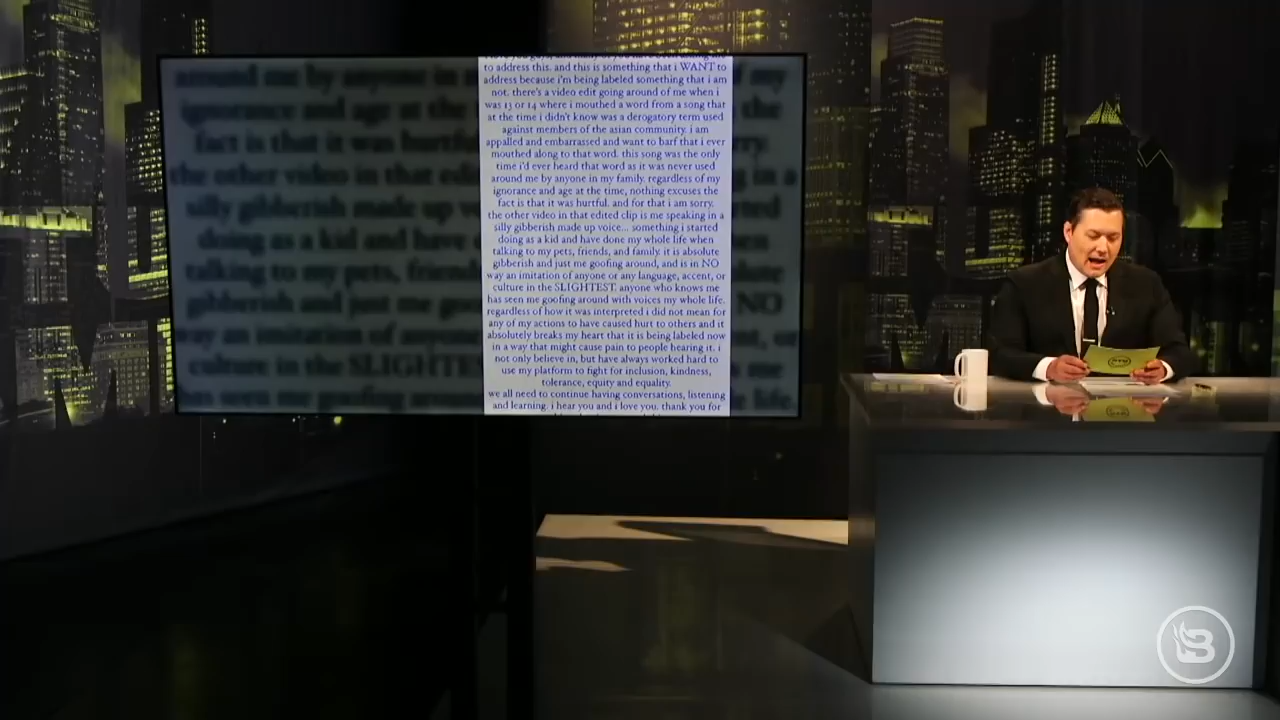 to address this. and this is something that i WANT to
address because i'm being labeled something that i am
not. there's a video edit going around of me when i
was 13 or 14 where i mouthed a word from a song that
at the time i didn't know was a derogatory term used
against members of the asian community. i am
appalled and embarrassed and want to barf that i ever
mouthed along to that word. this song was the only
time i'd ever heard that word as it was never used
around me by anyone in my family. regardless of my
ignorance and age at the time, nothing excuses the
fact is that it was hurtful. and for that i am sorry.
the other video in that edited clip is me speaking in a
silly gibberish made up voice... something i started
doing as a kid and have done my whole life when
talking to my pets, friends, and family. it is absolute
gibberish and just me goofing around, and is in NO
way an imitation of anyone or any language, accent, or
culture in the SLIGHTEST. anyone who knows me
has seen me goofing around with voices my whole life.
regardless of how it was interpreted i did not mean for
any of my actions to have caused hurt to others and it
absolutely breaks my heart that it is being labeled now
in a way that might cause pain to people hearing it. i
not only believe in, but have always worked hard to
use my platform to fight for inclusion, kindness,
tolerance, equity and equality.
we all need to continue having conversations, listening
and learning. i hear you and i love you. thank you for
B